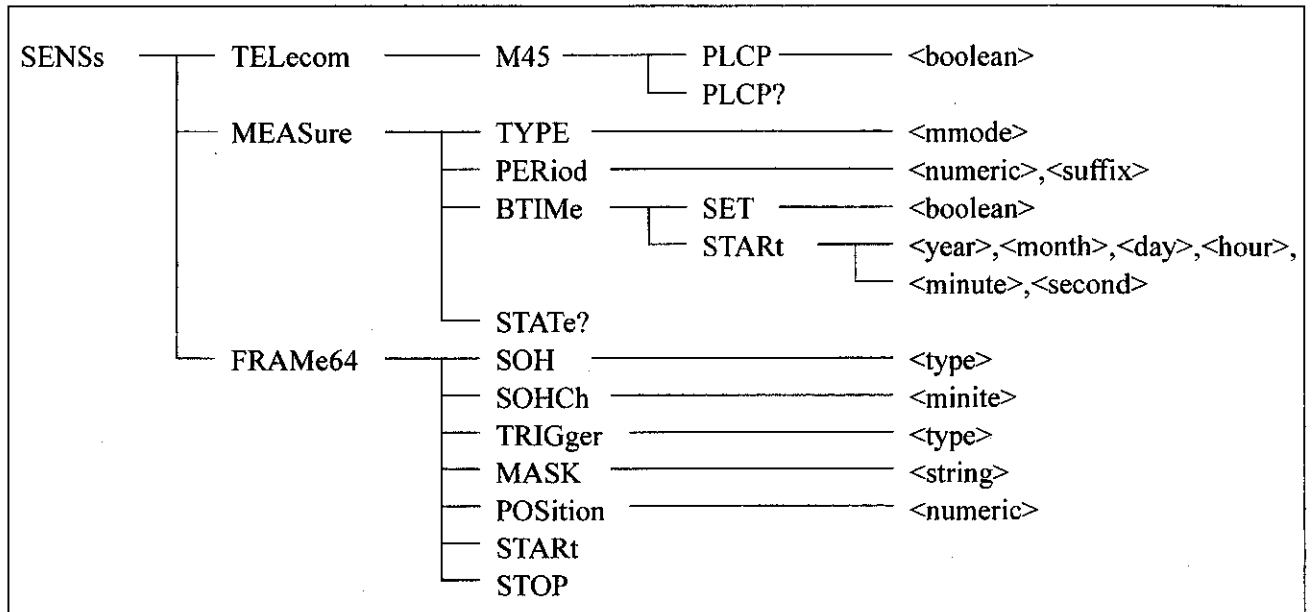 SENSs TELecom M45 PLCP <boolean>
PLCP?
MEASure TYPE <mmode>
PERiod <numeric>,<suffix>
BTIMe SET <boolean>
STARt <year>,<month>,<day>,<hour>,
<minute>,<second>
STATe?
FRAMe64 SOH <type>
SOHCh <minite>
TRIGger <type>
MASK <string>
POSition <numeric>
STARt
STOP